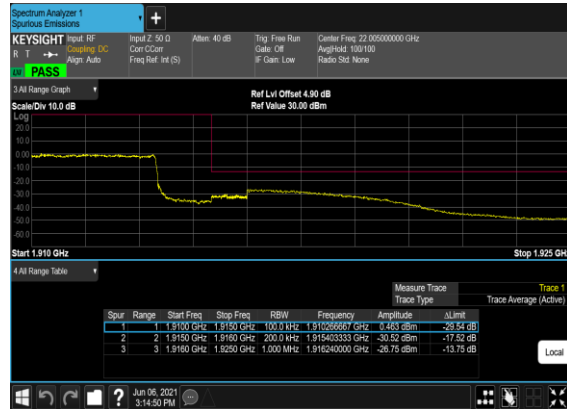 Spectrum Analyzer 1
Spurious Emissions
+
KEYSIGHT Input: RF Input Z: 50 Ω Atten: 40 dB Trig: Free Run Center Freq: 22.005000000 GHz
R T Coupling: DC Corr CCorr Gate: Off Avg|Hold: 100/100
Align: Auto Freq Ref: Int (S) IF Gain: Low Radio Std: None
LXI PASS
3 All Range Graph
Ref Lvl Offset 4.90 dB
Scale/Div 10.0 dB Ref Value 30.00 dBm
Log
20.0
10.0
0.00
-10.0
-20.0
-30.0
-40.0
-50.0
-60.0
Start 1.910 GHz Stop 1.925 GHz
4 All Range Table
Measure Trace Trace 1
Trace Type Trace Average (Active)
Spur Range Start Freq Stop Freq RBW Frequency Amplitude ΔLimit
1 1 1.9100 GHz 1.9150 GHz 100.0 kHz 1.910266667 GHz 0.463 dBm -29.54 dB
2 2 1.9150 GHz 1.9160 GHz 200.0 kHz 1.915403333 GHz -30.52 dBm -17.52 dB
3 3 1.9160 GHz 1.9250 GHz 1.000 MHz 1.916240000 GHz -26.75 dBm -13.75 dB
Local
? Jun 06, 2021
3:14:50 PM